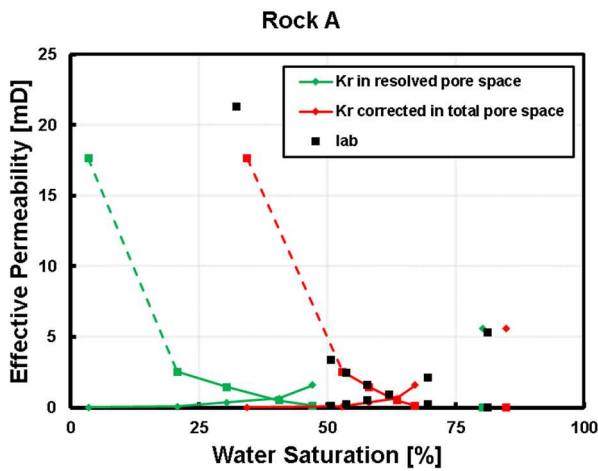 Rock A
Effective Permeability [mD]
25
20
15
10
5
0
Kr in resolved pore space
Kr corrected in total pore space
lab
0
25
50
75
100
Water Saturation [%]